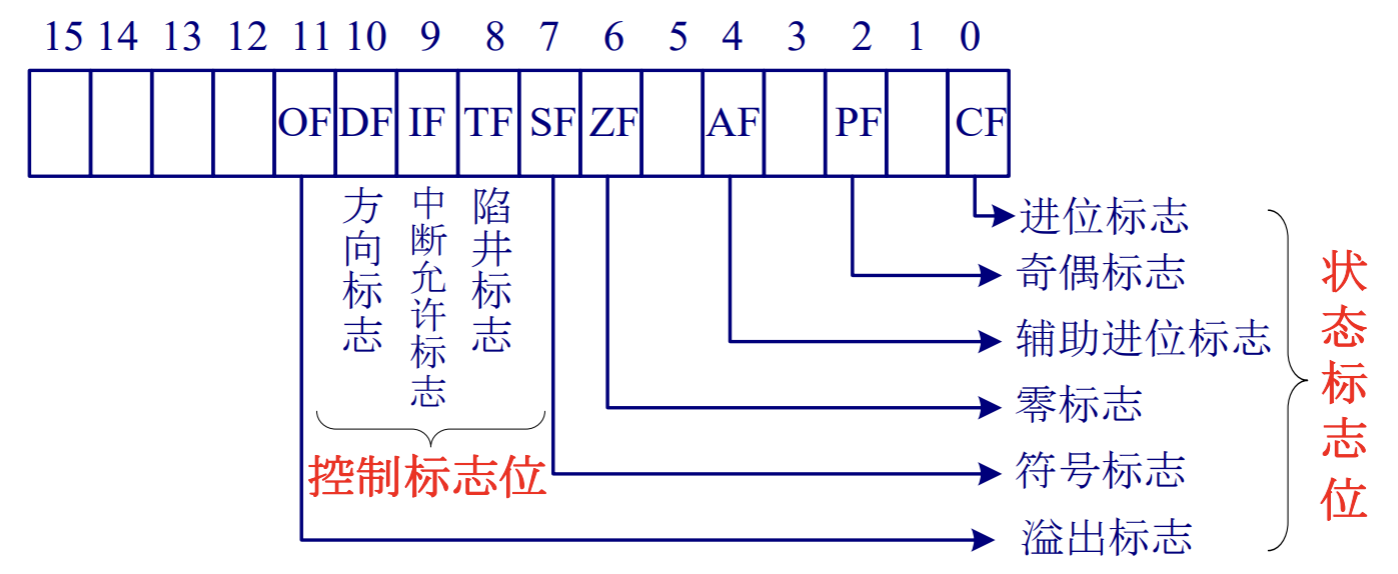 15 14 13 12 11 10 9 8 7 6 5 4 3 2 1 0
OF DF IF TF SF ZF AF PF CF
方向标志
中断允许标志
陷井标志
控制标志位
进位标志
奇偶标志
辅助进位标志
零标志
符号标志
溢出标志
状态标志位